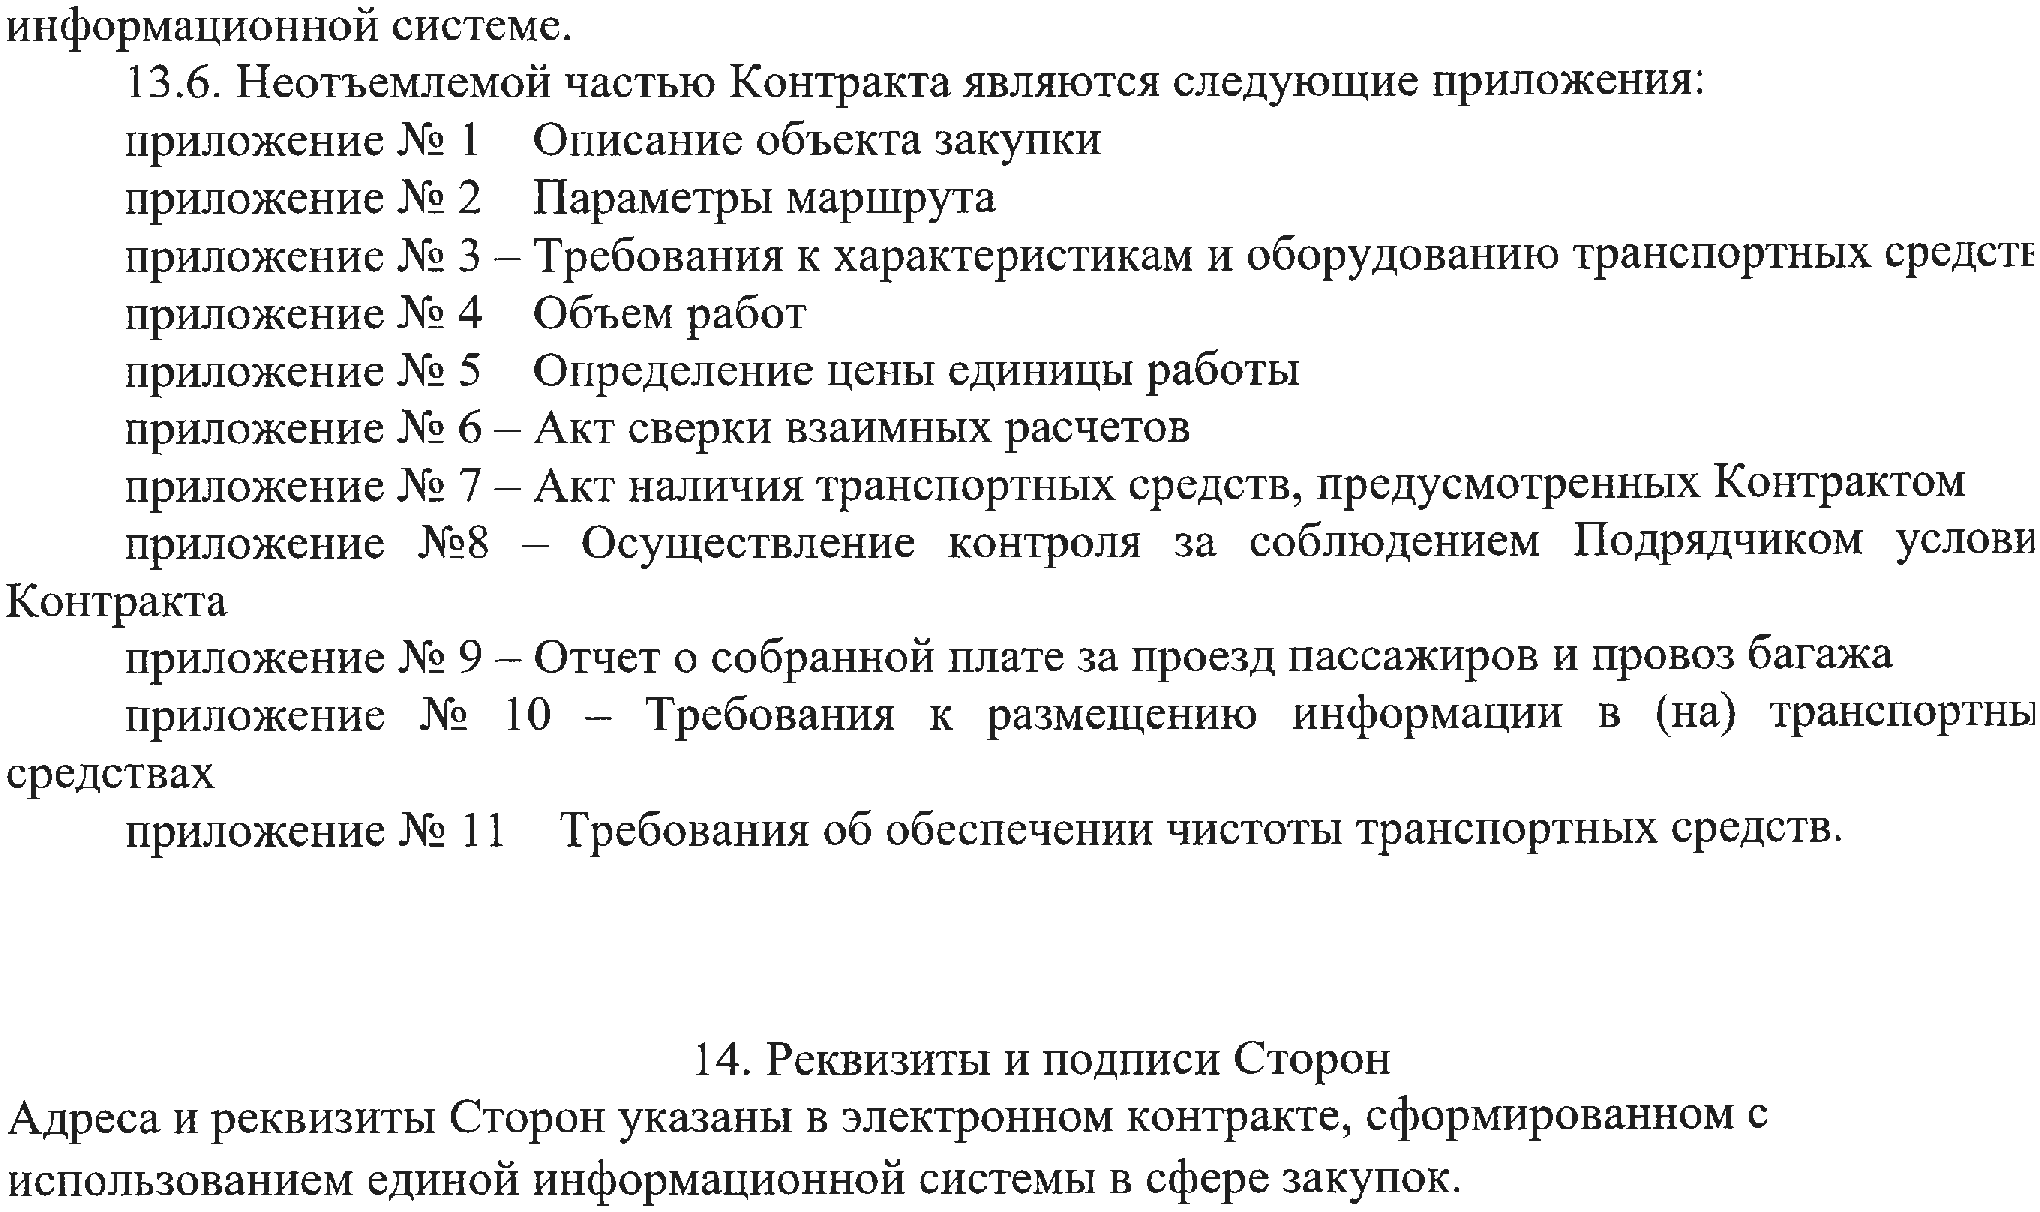 информационной системе.
13.6. Неотъемлемой частью Контракта являются следующие приложения:
приложение № 1 Описание объекта закупки
приложение № 2 Параметры маршрута
приложение № 3 – Требования к характеристикам и оборудованию транспортных средств
приложение № 4 Объем работ
приложение № 5 Определение цены единицы работы
приложение № 6 – Акт сверки взаимных расчетов
приложение № 7 – Акт наличия транспортных средств, предусмотренных Контрактом
приложение №8 – Осуществление контроля за соблюдением Подрядчиком услови
Контракта
приложение № 9 – Отчет о собранной плате за проезд пассажиров и провоз багажа
приложение № 10 – Требования к размещению информации в (на) транспортны
средствах
приложение № 11 Требования об обеспечении чистоты транспортных средств.
14. Реквизиты и подписи Сторон
Адреса и реквизиты Сторон указаны в электронном контракте, сформированном с
использованием единой информационной системы в сфере закупок.